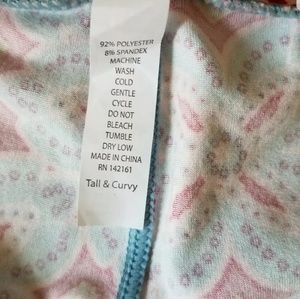 92% POLYESTER
8% SPANDEX
MACHINE
WASH
COLD
GENTLE
CYCLE
DO NOT
BLEACH
TUMBLE
DRY LOW
MADE IN CHINA
RN 142161
Tall & Curvy